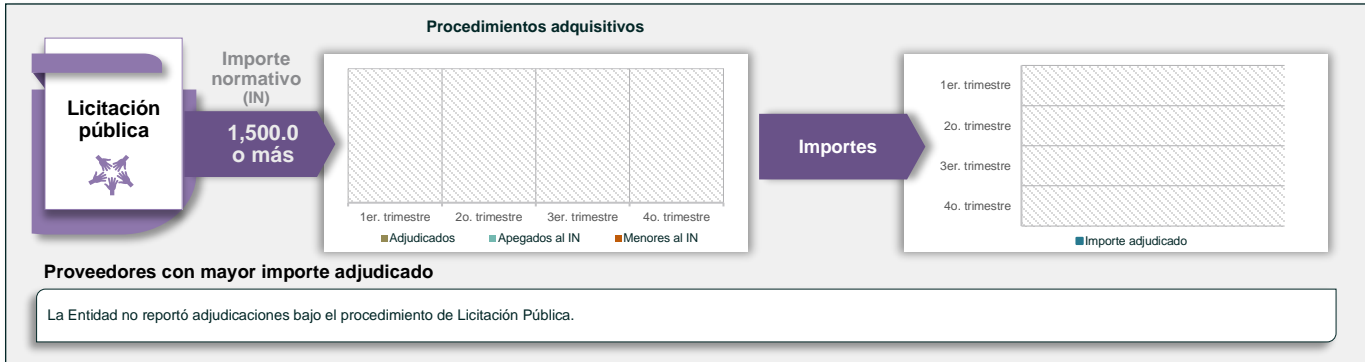 Procedimientos adquisitivos
Licitación
pública
Importe
normativo
(IN)
1,500.0
o más
1er. trimestre
2o. trimestre
3er. trimestre
4o. trimestre
Adjudicados
Apegados al IN
Menores al IN
Importes
1er. trimestre
2o. trimestre
3er. trimestre
4o. trimestre
Importe adjudicado
Proveedores con mayor importe adjudicado
La Entidad no reportó adjudicaciones bajo el procedimiento de Licitación Pública.